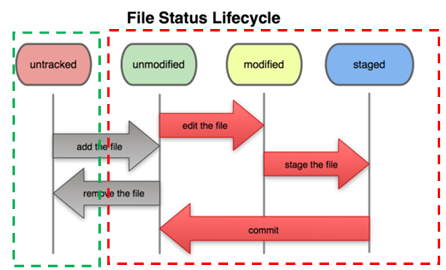 File Status Lifecycle
untracked
unmodified
modified
staged
edit the file
add the file
stage the file
remove the file
commit